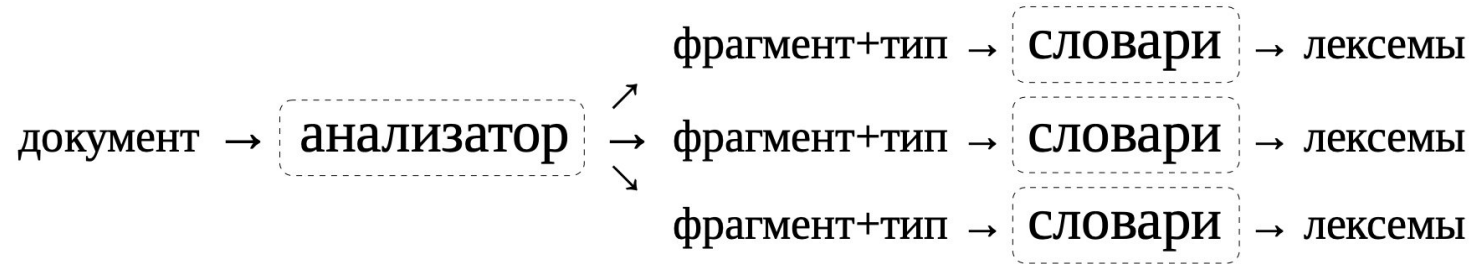 фрагмент+тип → словари → лексемы
документ → анализатор → фрагмент+тип → словари → лексемы
фрагмент+тип → словари → лексемы